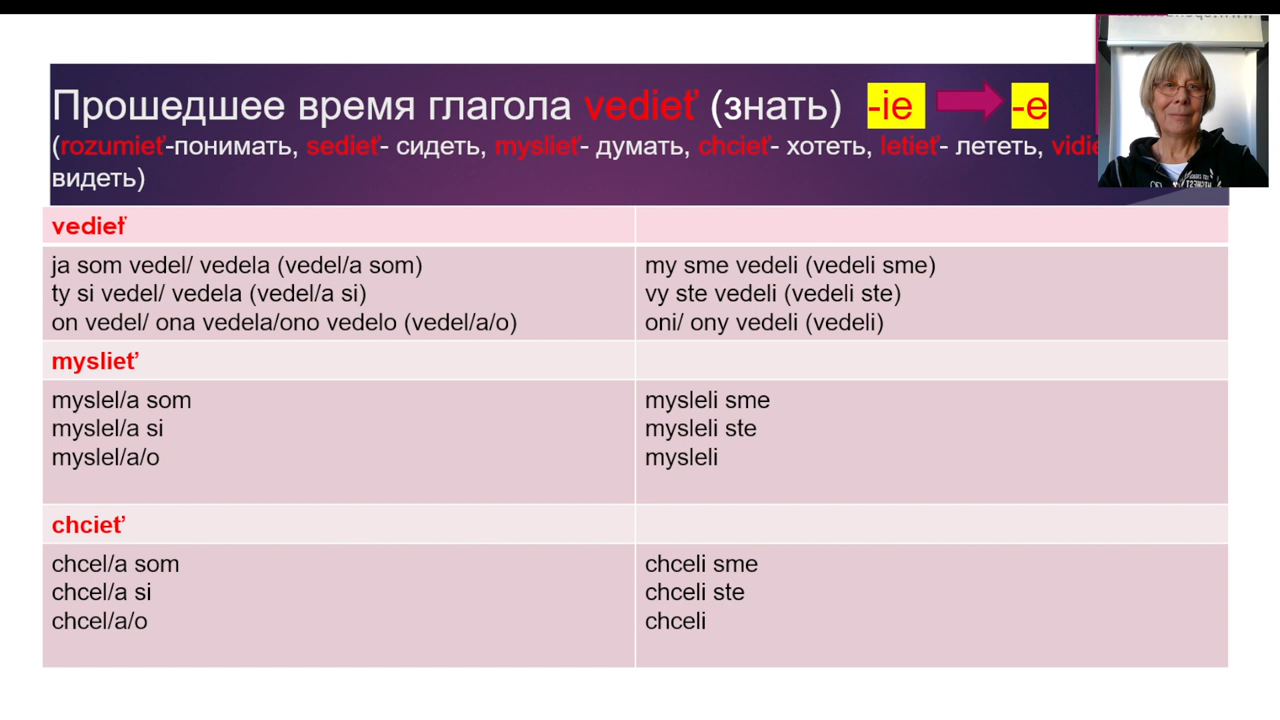 Прошедшее время глагола vedieť (знать) -ie -e
(rozumieť-понимать, sedieť- сидеть, myslieť- думать, chcieť- хотеть, letieť- лететь,
видеть)
vedieť
ja som vedel/ vedela (vedel/a som)
ty si vedel/ vedela (vedel/a si)
on vedel/ ona vedela/ono vedelo (vedel/a/o)
my sme vedeli (vedeli sme)
vy ste vedeli (vedeli ste)
oni/ ony vedeli (vedeli)
myslieť
myslel/a som
myslel/a si
myslel/a/o
mysleli sme
mysleli ste
mysleli
chcieť
chcel/a som
chcel/a si
chcel/a/o
chceli sme
chceli ste
chceli